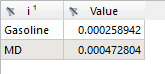 i ¹ Value
Gasoline 0.000258942
MD 0.000472804